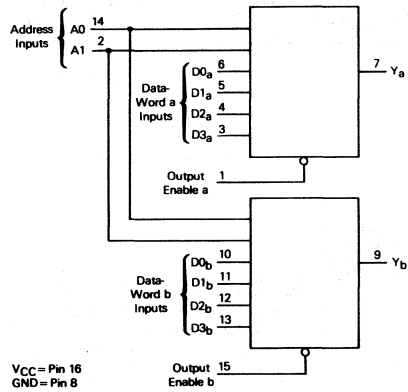 Address
Inputs
A0 14
A1 2
Data-
Word a
Inputs
D0a 6
D1a 5
D2a 4
D3a 3
7 Ya
Output
Enable a
1
Data-
Word b
Inputs
D0b 10
D1b 11
D2b 12
D3b 13
9 Yb
VCC = Pin 16
GND = Pin 8
Output
Enable b
15